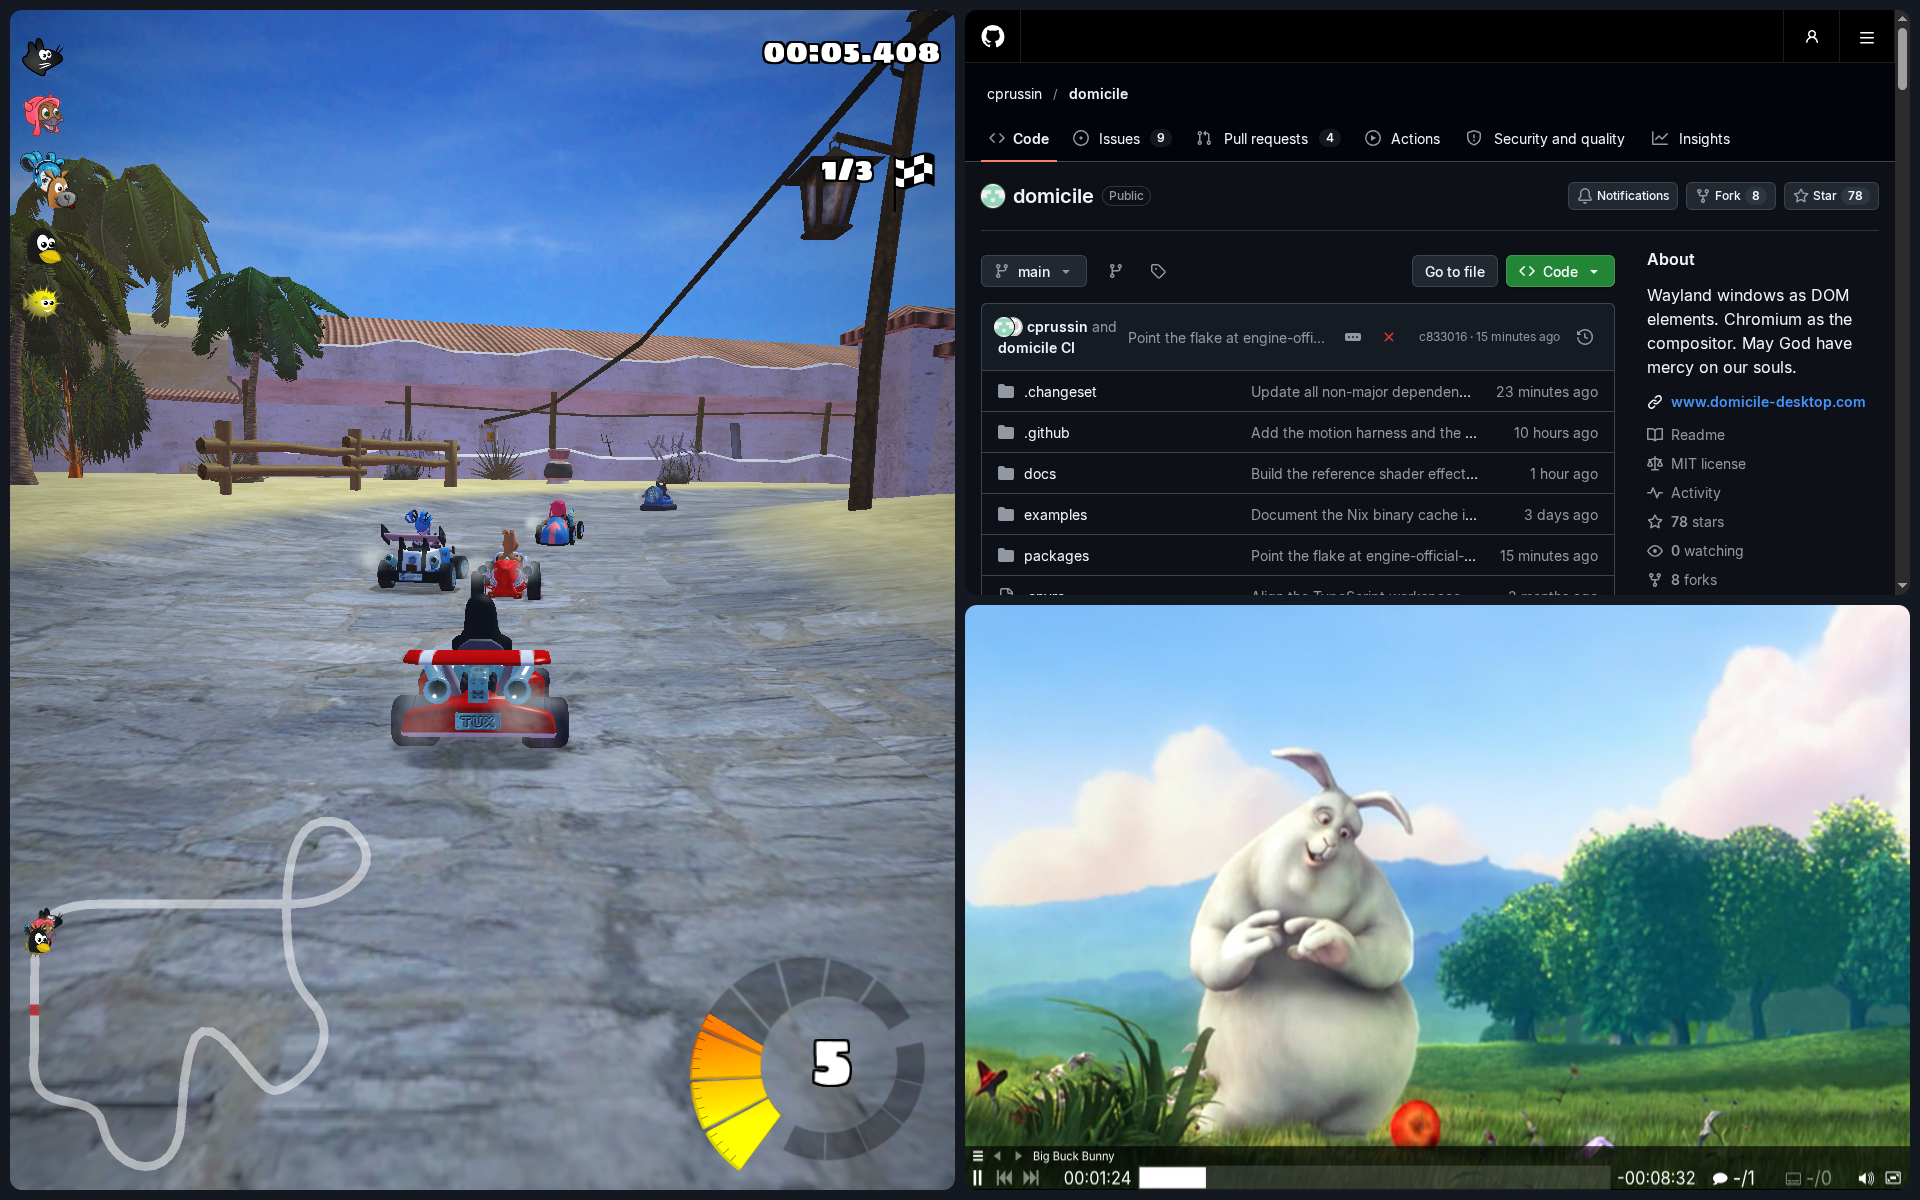 00:05.408
1/3
TUX
5
cprussin / domicile
Code
Issues 9
Pull requests 4
Actions
Security and quality
Insights
domicile Public
Notifications
Fork 8
Star 78
main
Go to file
Code
cprussin and domicile CI
Point the flake at engine-offi...
c833016 · 15 minutes ago
.changeset Update all non-major dependen... 23 minutes ago
.github Add the motion harness and the ... 10 hours ago
docs Build the reference shader effect... 1 hour ago
examples Document the Nix binary cache i... 3 days ago
packages Point the flake at engine-official-... 15 minutes ago
About
Wayland windows as DOM
elements. Chromium as the
compositor. May God have
mercy on our souls.
www.domicile-desktop.com
Readme
MIT license
Activity
78 stars
0 watching
8 forks
Big Buck Bunny
00:01:24
-00:08:32
-/1
-/0